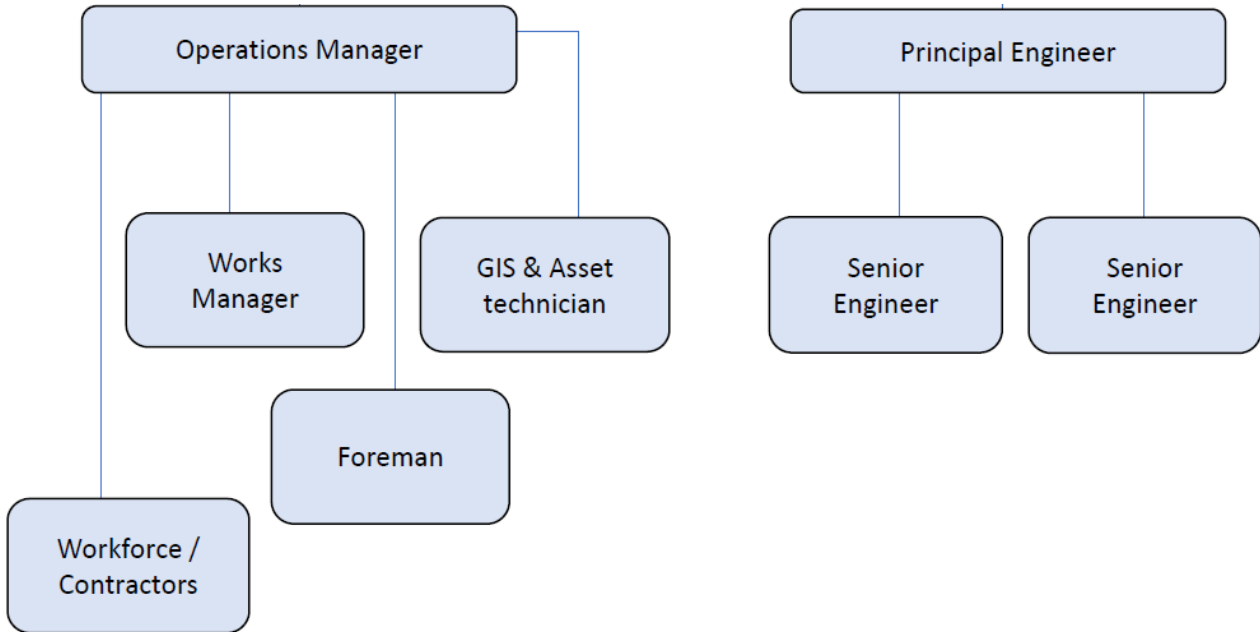 Operations Manager
Principal Engineer
Works
Manager
GIS & Asset
technician
Senior
Engineer
Senior
Engineer
Foreman
Workforce /
Contractors